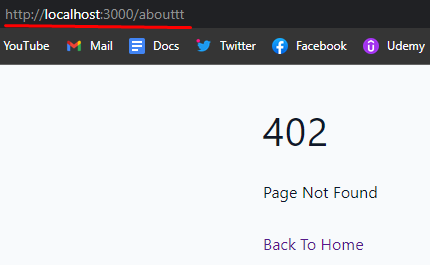 http://localhost:3000/abouttt
YouTube Mail Docs Twitter Facebook Udemy
402
Page Not Found
Back To Home